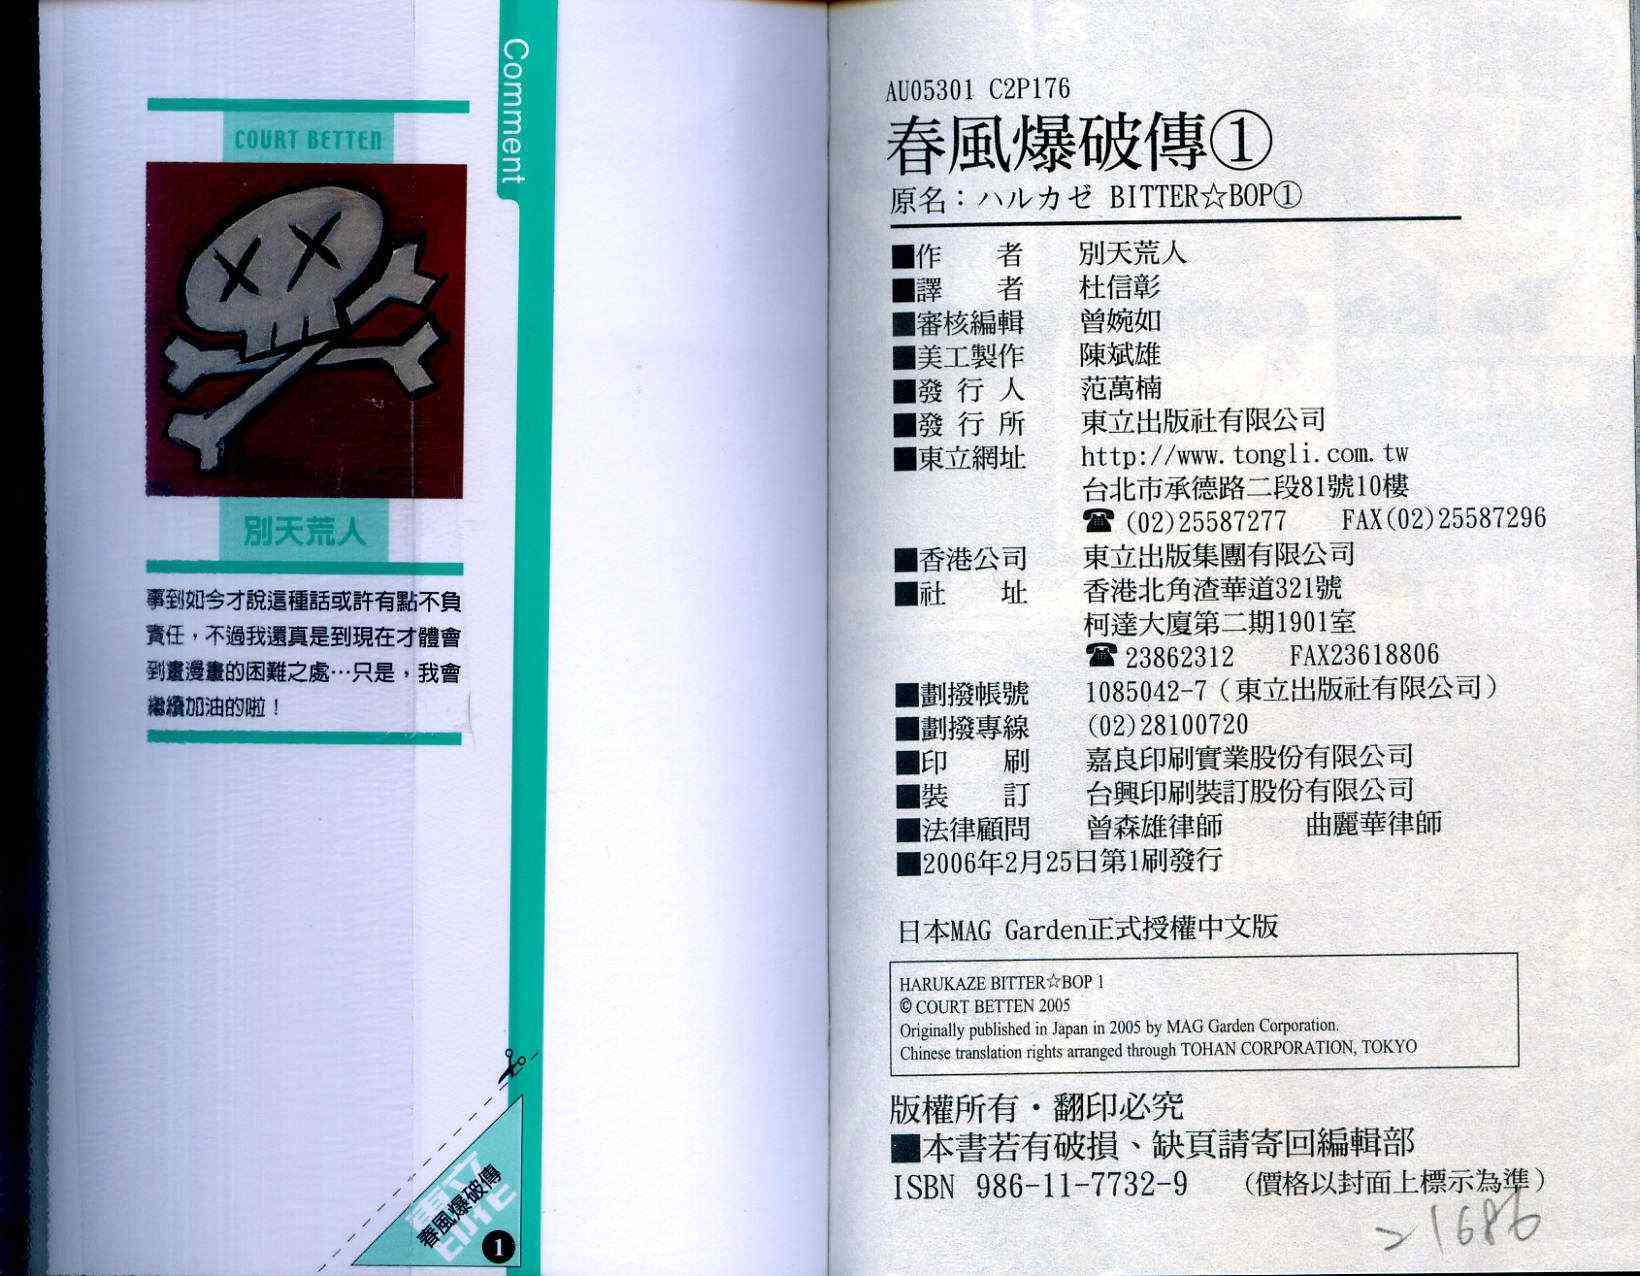 Comment
COURT BETTEN
別天荒人
事到如今才說這種話或許有點不負
責任，不過我還真是到現在才體會
到畫漫畫的困難之處…只是，我會
繼續加油的啦！
東立
印花
春風爆破傳
1
AU05301 C2P176
春風爆破傳①
原名：ハルカゼ BITTER☆BOP①
■作　者　別天荒人
■譯　者　杜信彰
■審核編輯　曾婉如
■美工製作　陳斌雄
■發行人　范萬楠
■發行所　東立出版社有限公司
■東立網址　http://www.tongli.com.tw
台北市承德路二段81號10樓
☎(02)25587277　FAX(02)25587296
■香港公司　東立出版集團有限公司
■社　址　香港北角渣華道321號
柯達大廈第二期1901室
☎23862312　FAX23618806
■劃撥帳號　1085042-7（東立出版社有限公司）
■劃撥專線　(02)28100720
■印　刷　嘉良印刷實業股份有限公司
■裝　訂　台興印刷裝訂股份有限公司
■法律顧問　曾森雄律師　曲麗華律師
■2006年2月25日第1刷發行
日本MAG Garden正式授權中文版
HARUKAZE BITTER☆BOP 1
© COURT BETTEN 2005
Originally published in Japan in 2005 by MAG Garden Corporation.
Chinese translation rights arranged through TOHAN CORPORATION, TOKYO
版權所有・翻印必究
■本書若有破損、缺頁請寄回編輯部
ISBN 986-11-7732-9　（價格以封面上標示為準）
1686